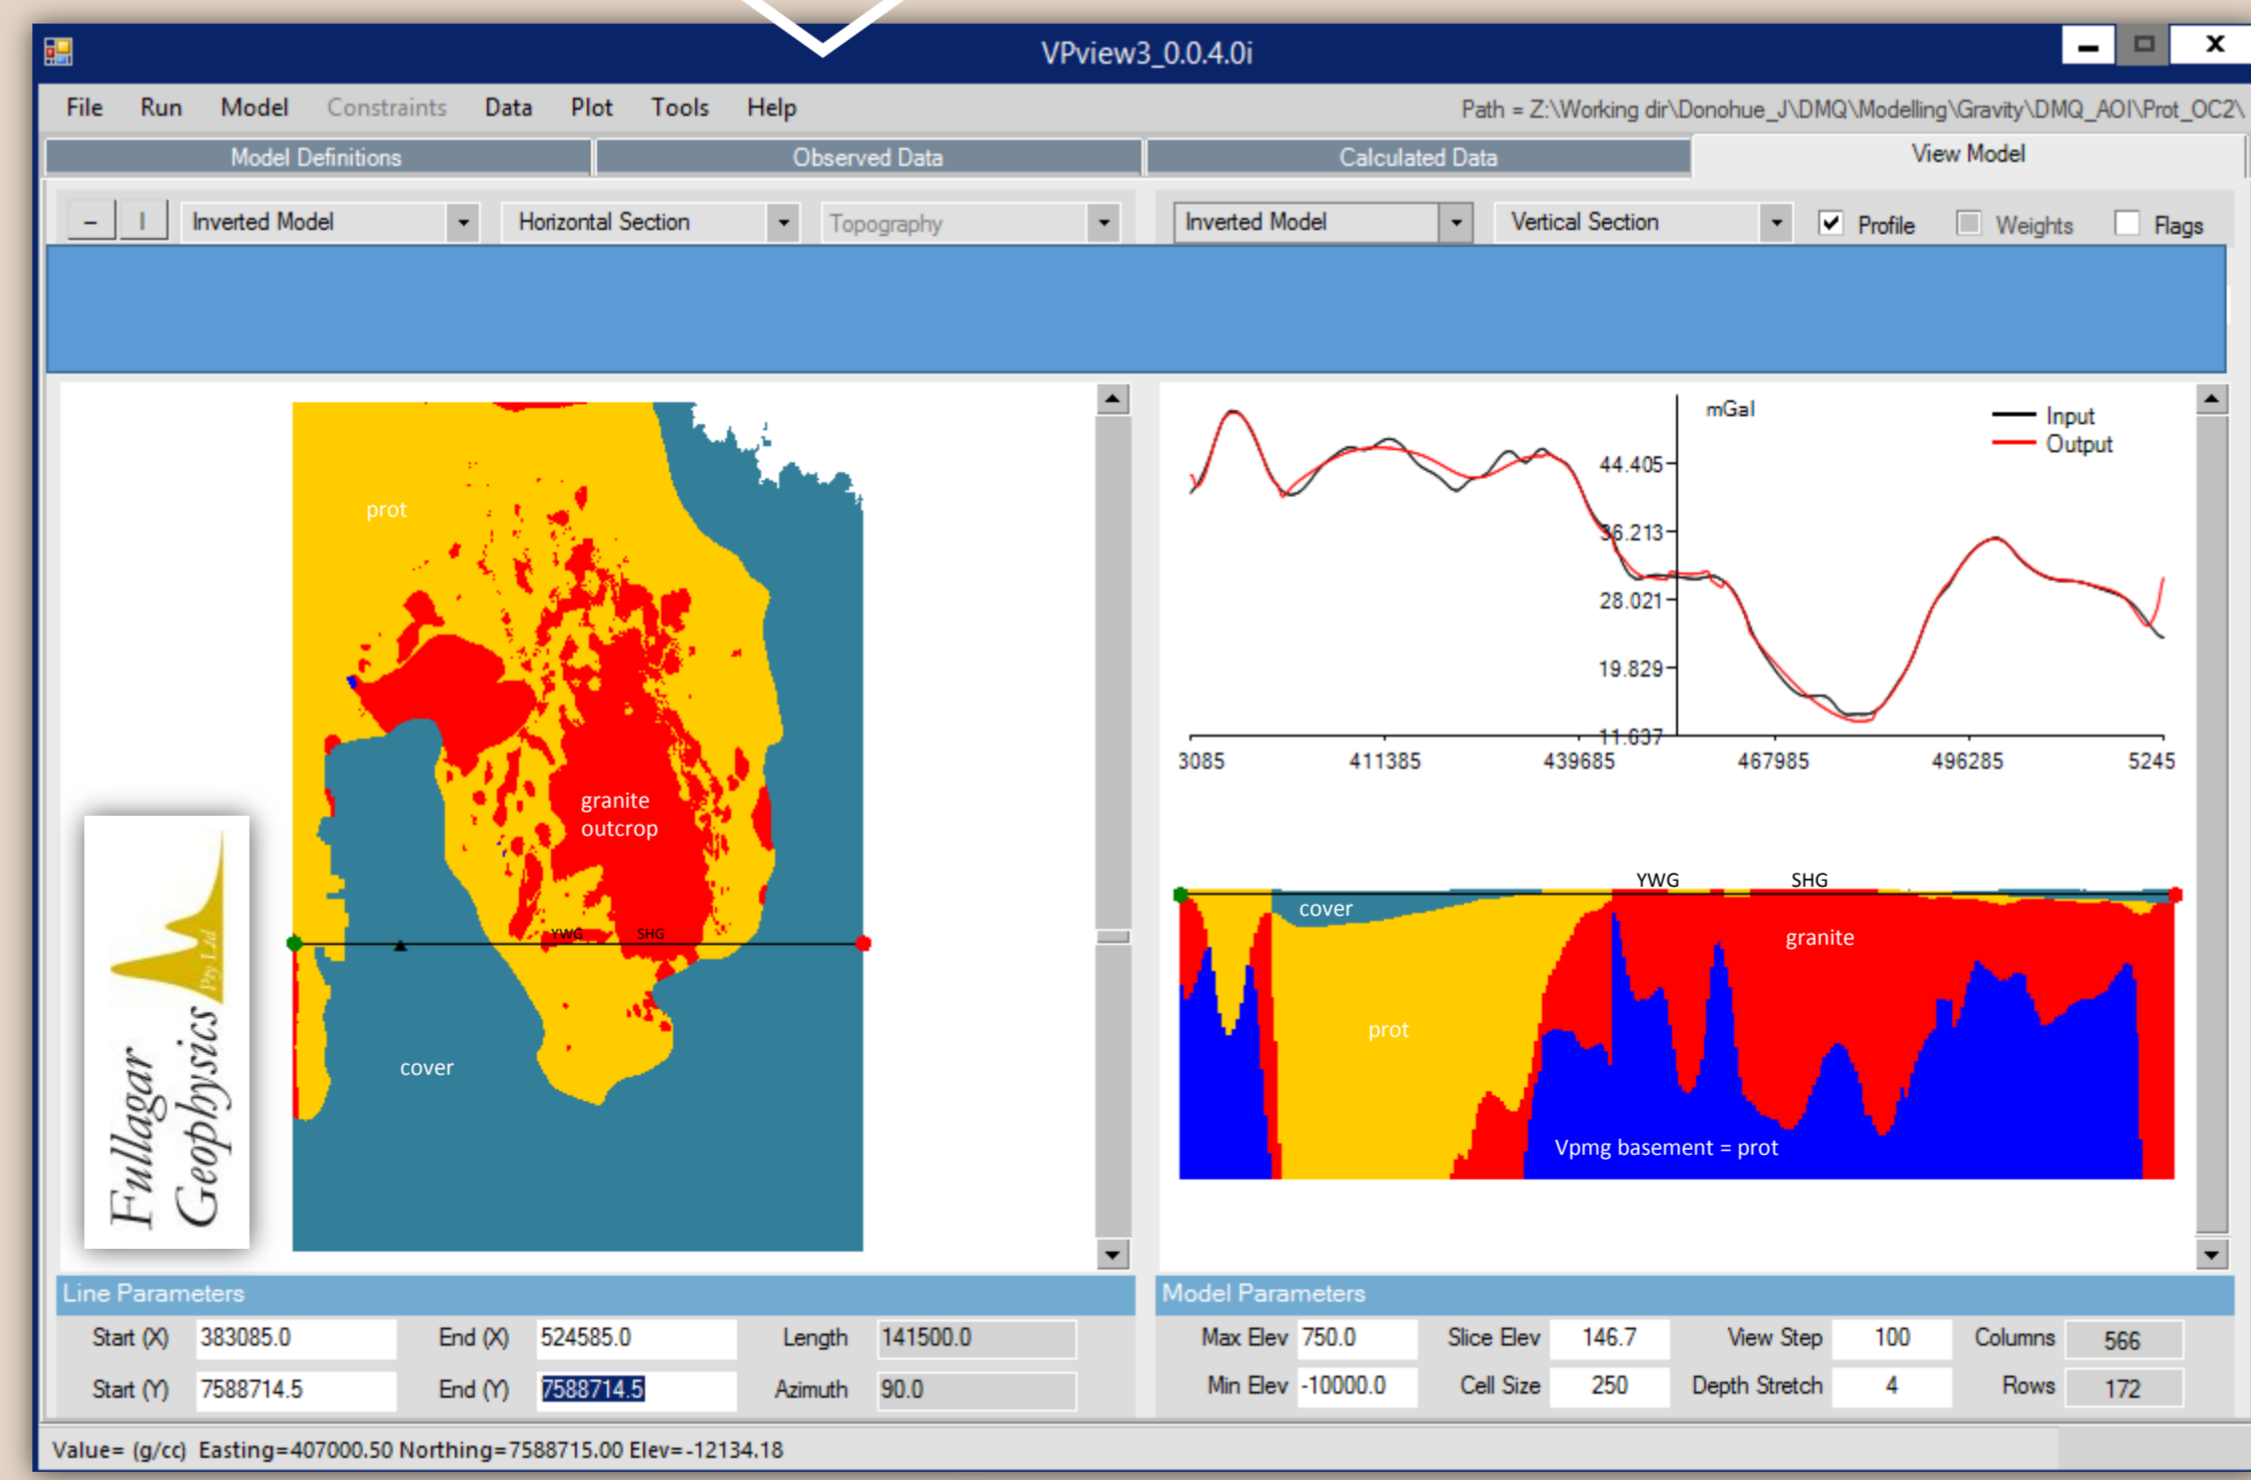 VPview3_0.0.4.0i
File Run Model Constraints Data Plot Tools Help
Path = Z:\Working dir\Donohue_J\DMQ\Modelling\Gravity\DMQ_AOI\Prot_OC2\
Model Definitions Observed Data Calculated Data View Model
– | Inverted Model Horizontal Section Topography
Inverted Model Vertical Section Profile Weights Flags
prot
granite
outcrop
YWG SHG
cover
Fullagar
Geophysics Pty Ltd
mGal
Input
Output
44.405
36.213
28.021
19.829
11.637
3085 411385 439685 467985 496285 5245
YWG SHG
cover
granite
prot
Vpmg basement = prot
Line Parameters
Start (X) 383085.0 End (X) 524585.0 Length 141500.0
Start (Y) 7588714.5 End (Y) 7588714.5 Azimuth 90.0
Model Parameters
Max Elev 750.0 Slice Elev 146.7 View Step 100 Columns 566
Min Elev -10000.0 Cell Size 250 Depth Stretch 4 Rows 172
Value= (g/cc) Easting=407000.50 Northing=7588715.00 Elev=-12134.18